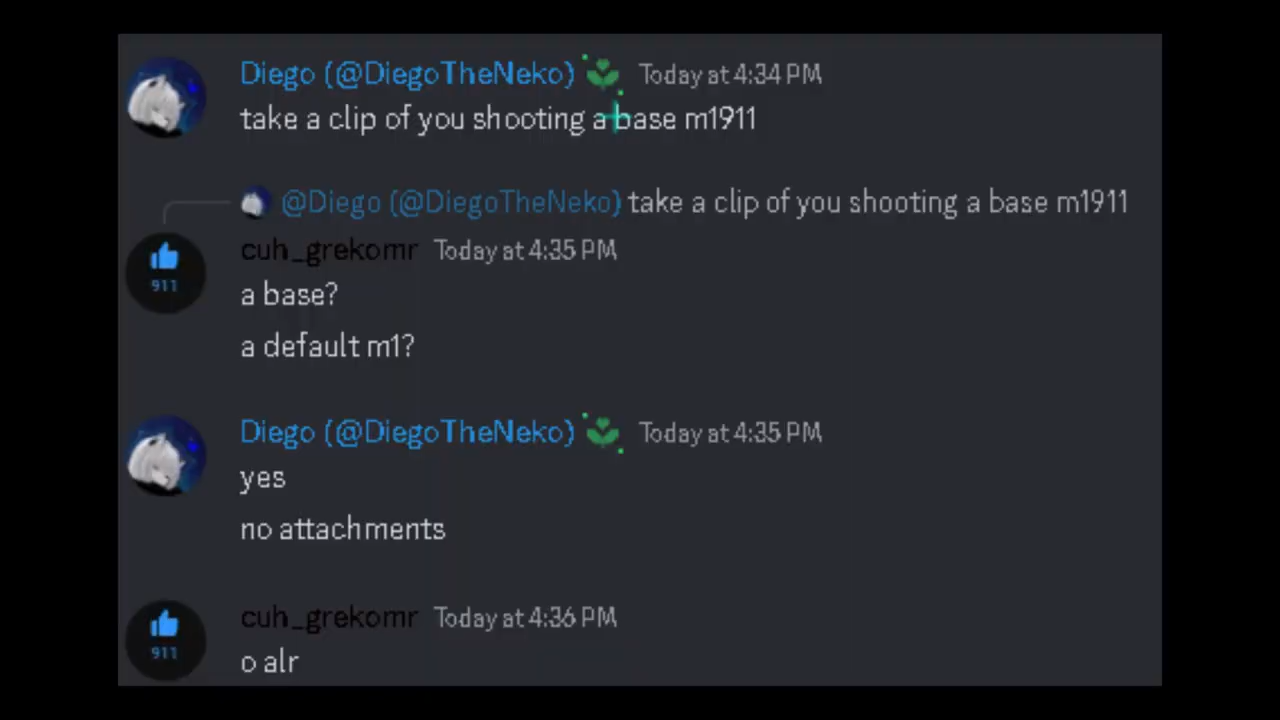 Diego (@DiegoTheNeko) Today at 4:34 PM
take a clip of you shooting a base m1911
@Diego (@DiegoTheNeko) take a clip of you shooting a base m1911
cuh_grekomr Today at 4:35 PM
911
a base?
a default m1?
Diego (@DiegoTheNeko) Today at 4:35 PM
yes
no attachments
cuh_grekomr Today at 4:36 PM
911
o alr